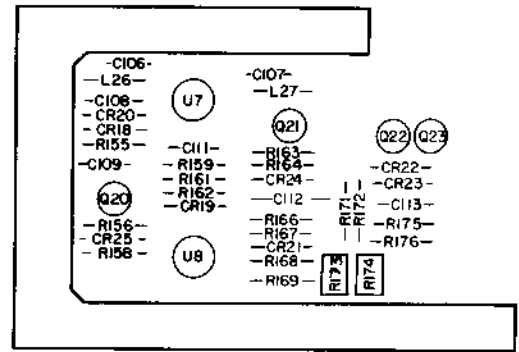 -C106-
-L26-
-C108-
-CR20-
-CR18-
-R155-
-C109-
Q20
-R156-
-CR25-
-R158-
U7
-C111-
-R159-
-R161-
-R162-
-CR19-
U8
-C107-
-L27-
Q21
-R163-
-R164-
-CR24-
-C112-
-R166-
-R167-
-CR21-
-R168-
-R169-
-R171-
-R172-
R173
R174
Q22 Q23
-CR22-
-CR23-
-C113-
-R175-
-R176-